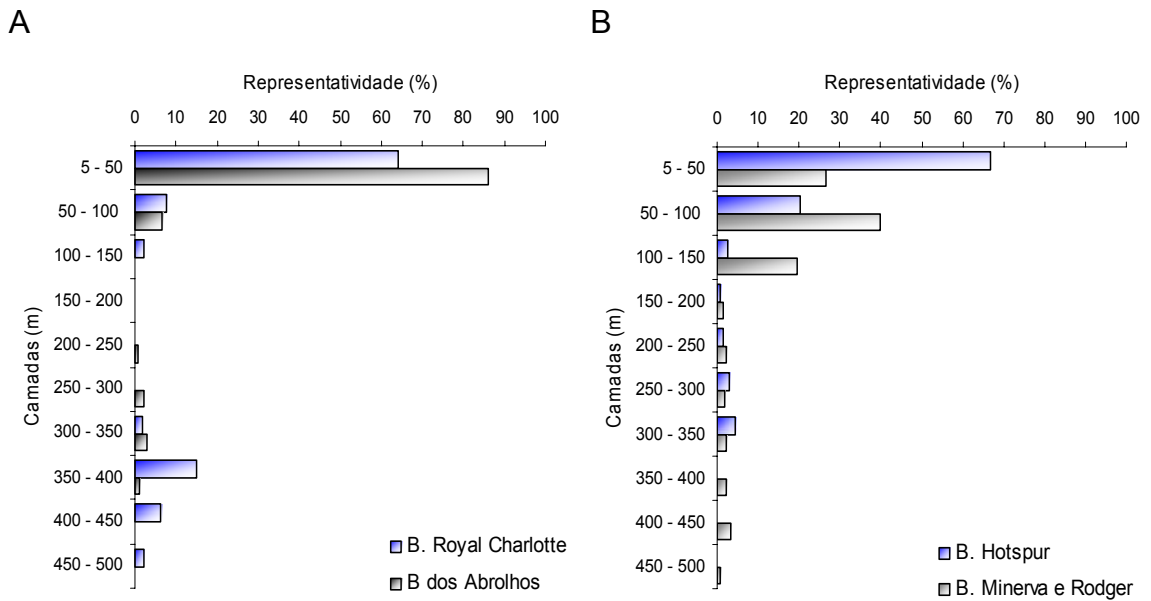 A
B
Representatividade (%)
0 10 20 30 40 50 60 70 80 90 100
Camadas (m)
5 - 50
50 - 100
100 - 150
150 - 200
200 - 250
250 - 300
300 - 350
350 - 400
400 - 450
450 - 500
B. Royal Charlotte
B dos Abrolhos
Representatividade (%)
0 10 20 30 40 50 60 70 80 90 100
Camadas (m)
5 - 50
50 - 100
100 - 150
150 - 200
200 - 250
250 - 300
300 - 350
350 - 400
400 - 450
450 - 500
B. Hotspur
B. Minerva e Rodger